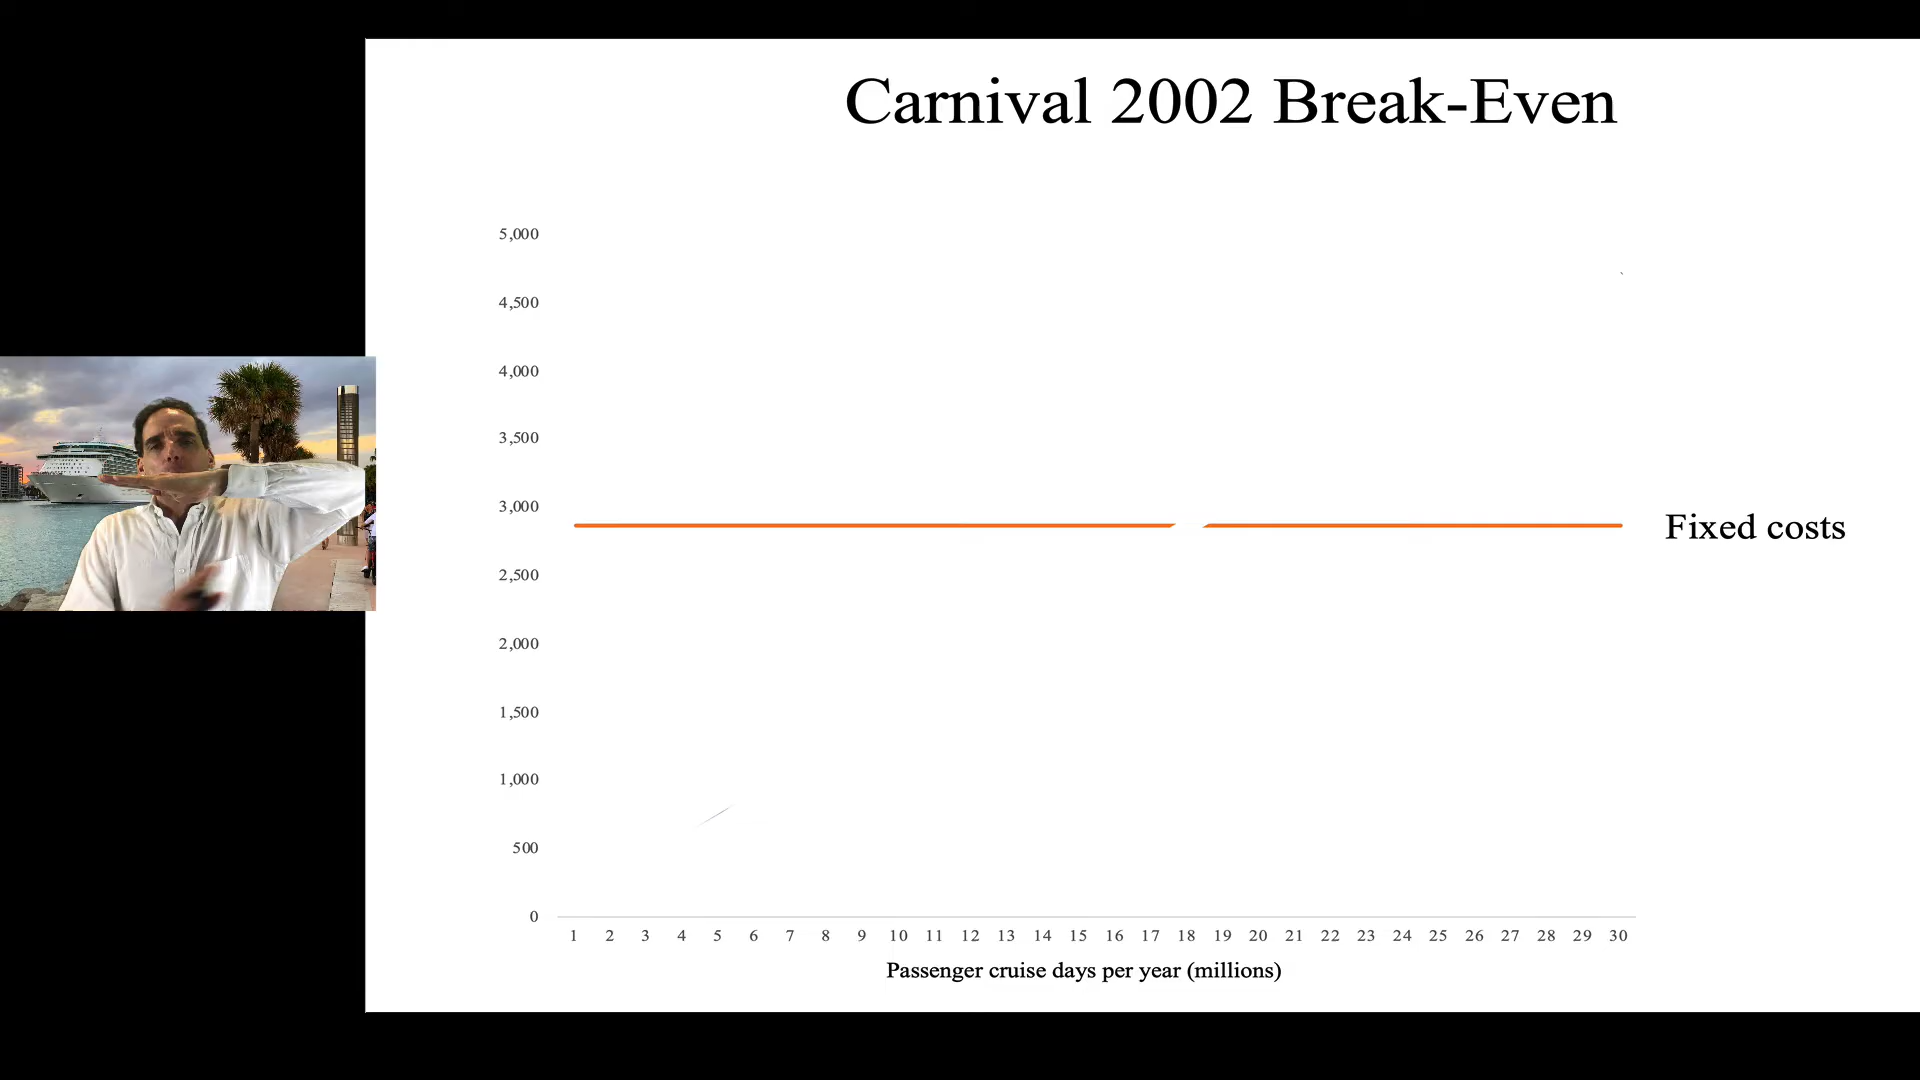 Carnival 2002 Break-Even
5,000
4,500
4,000
3,500
3,000
Fixed costs
2,500
2,000
1,500
1,000
500
0
1 2 3 4 5 6 7 8 9 10 11 12 13 14 15 16 17 18 19 20 21 22 23 24 25 26 27 28 29 30
Passenger cruise days per year (millions)